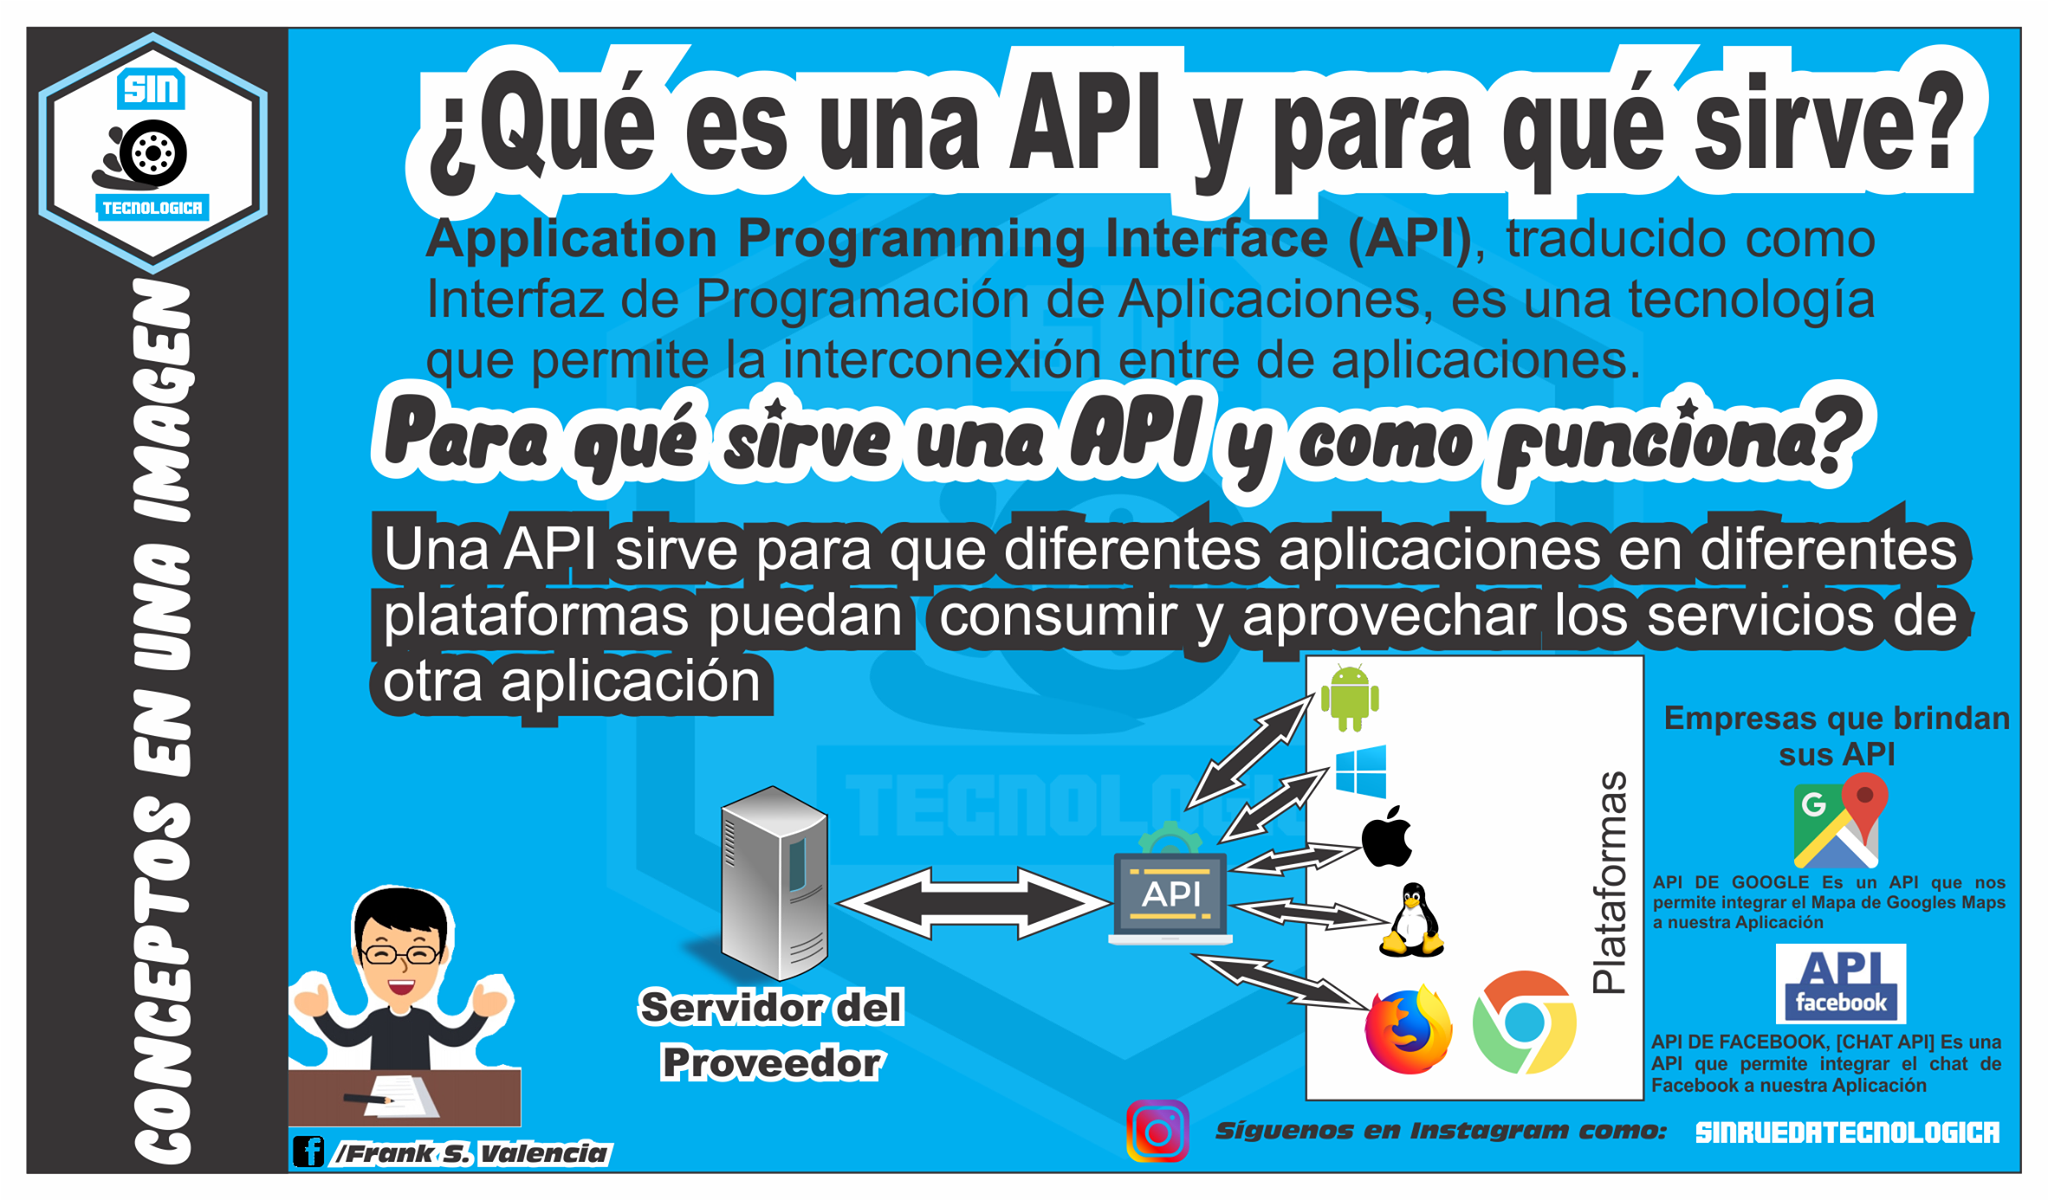 SIN
TECNOLOGICA
CONCEPTOS EN UNA IMAGEN
¿Qué es una API y para qué sirve?
Application Programming Interface (API), traducido como
Interfaz de Programación de Aplicaciones, es una tecnología
que permite la interconexión entre de aplicaciones.
Para qué sirve una API y como funciona?
Una API sirve para que diferentes aplicaciones en diferentes
plataformas puedan consumir y aprovechar los servicios de
otra aplicación
SIN
TECNOLOGIC
Servidor del
Proveedor
API
Plataformas
Empresas que brindan
sus API
G
API DE GOOGLE Es un API que nos
permite integrar el Mapa de Googles Maps
a nuestra Aplicación
API
facebook
API DE FACEBOOK, [CHAT API] Es una
API que permite integrar el chat de
Facebook a nuestra Aplicación
f /Frank S. Valencia
Síguenos en Instagram como: SINRUEDATECNOLOGICA